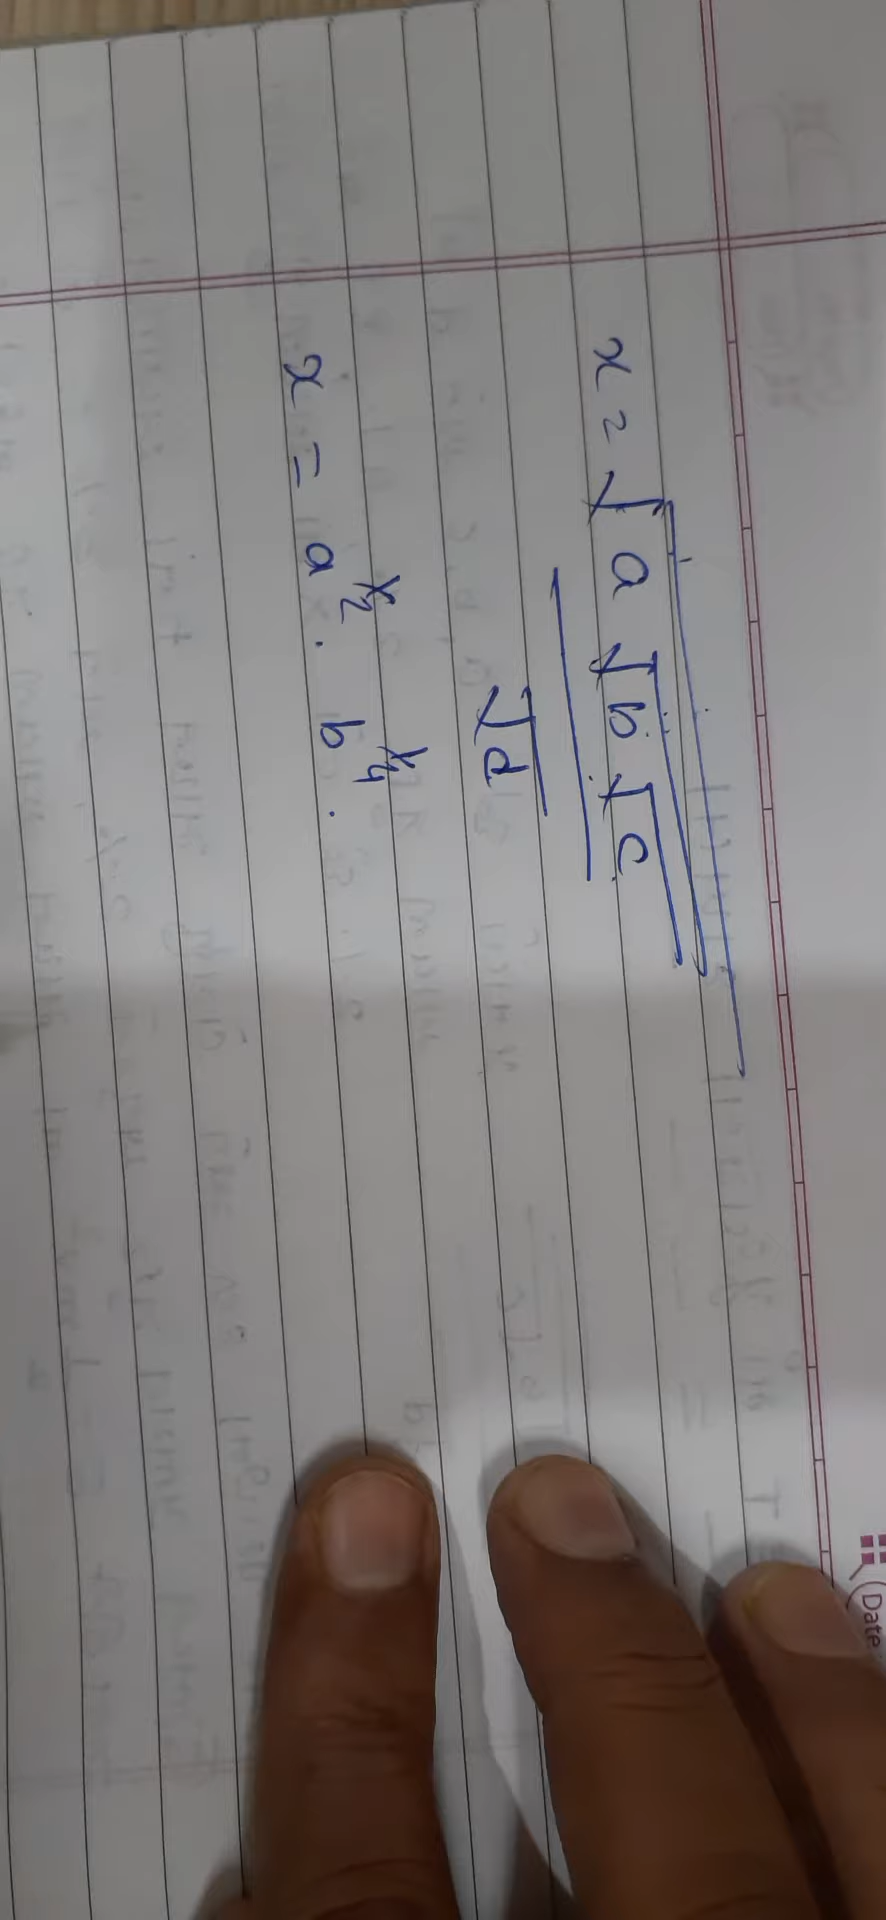 x = √(a √(b √c))
√d
x = a^1/2 . b^1/4 .
Date